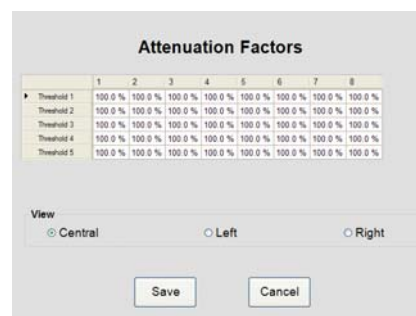 Attenuation Factors
1 2 3 4 5 6 7 8
Threshold 1 100.0 % 100.0 % 100.0 % 100.0 % 100.0 % 100.0 % 100.0 % 100.0 %
Threshold 2 100.0 % 100.0 % 100.0 % 100.0 % 100.0 % 100.0 % 100.0 % 100.0 %
Threshold 3 100.0 % 100.0 % 100.0 % 100.0 % 100.0 % 100.0 % 100.0 % 100.0 %
Threshold 4 100.0 % 100.0 % 100.0 % 100.0 % 100.0 % 100.0 % 100.0 % 100.0 %
Threshold 5 100.0 % 100.0 % 100.0 % 100.0 % 100.0 % 100.0 % 100.0 % 100.0 %
View
Central Left Right
Save Cancel